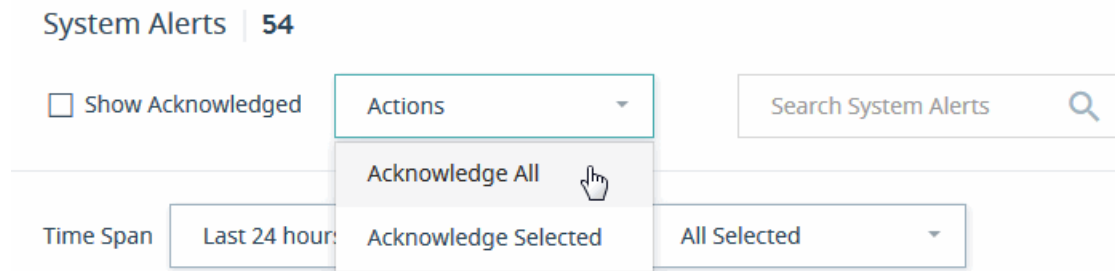 System Alerts 54
Show Acknowledged
Actions
Search System Alerts
Acknowledge All
Acknowledge Selected
Time Span
Last 24 hours
All Selected